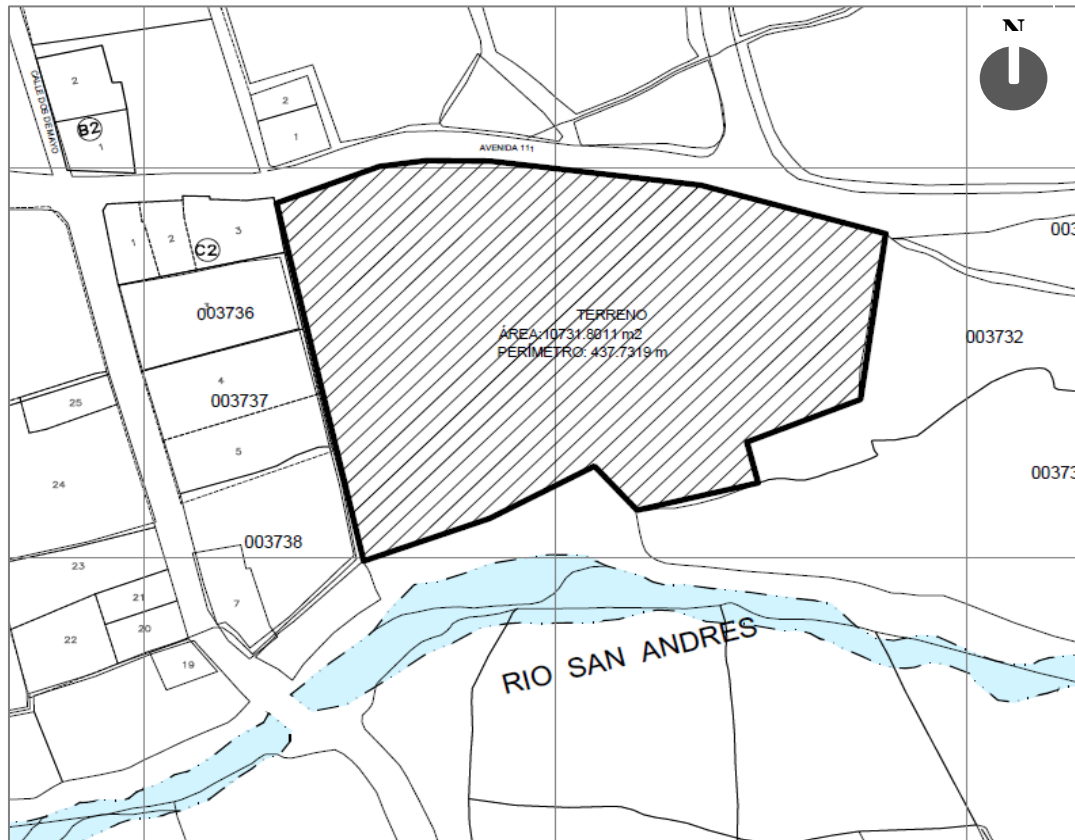 N
2
CALLE DOS DE MAYO
B2
1
2
1
AVENIDA 111
1
2
3
C2
003
3
003736
TERRENO
ÁREA:10731.8011 m2
PERÍMETRO: 437.7319 m
003732
4
003737
25
5
00373
24
003738
23
21
7
20
22
19
RIO SAN ANDRES